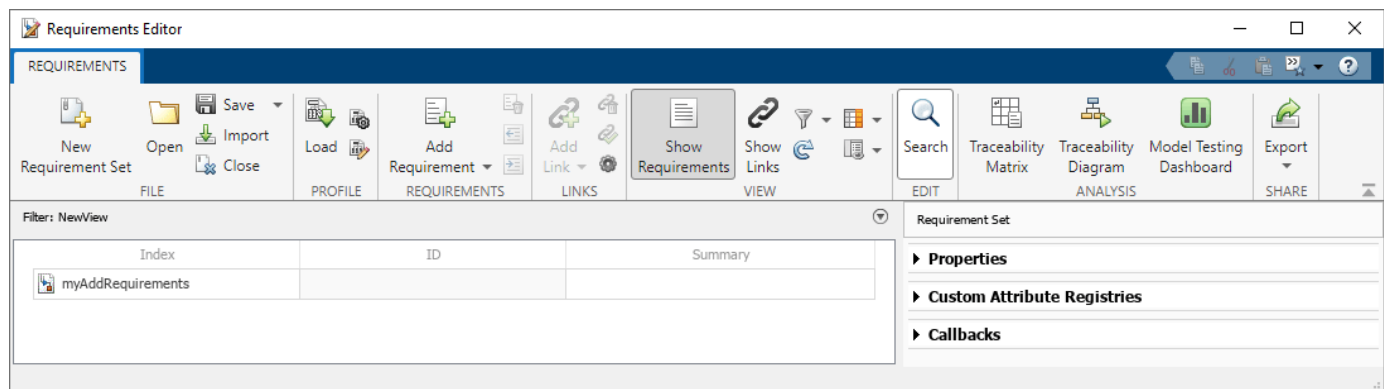 Requirements Editor
REQUIREMENTS
New
Requirement Set
Open
Save
Import
Close
FILE
Load
PROFILE
Add
Requirement
REQUIREMENTS
Add
Link
LINKS
Show
Requirements
Show
Links
VIEW
Search
EDIT
Traceability
Matrix
Traceability
Diagram
Model Testing
Dashboard
ANALYSIS
Export
SHARE
Filter: NewView
Index ID Summary
myAddRequirements
Requirement Set
Properties
Custom Attribute Registries
Callbacks